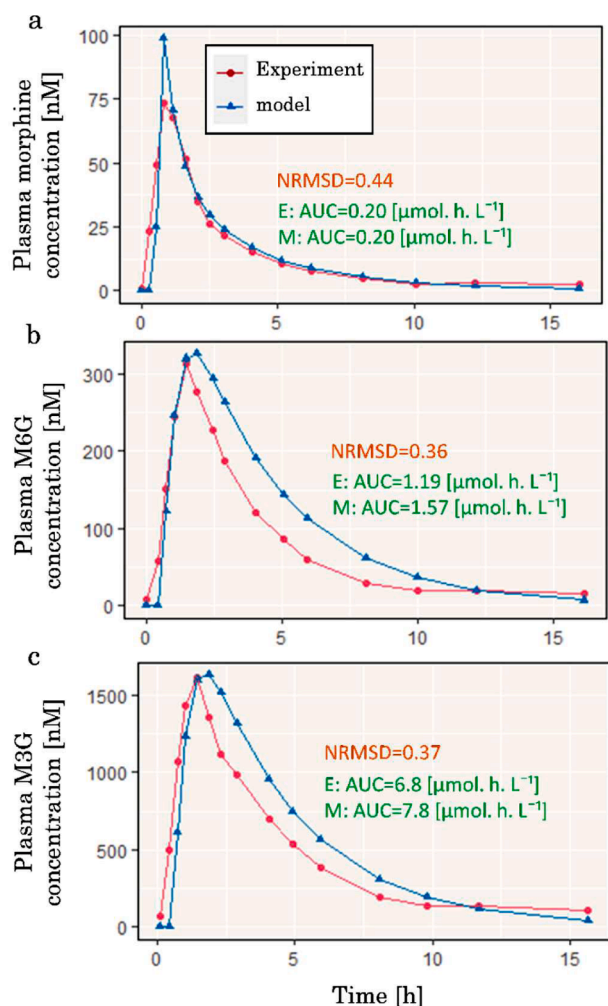 a
Plasma morphine
concentration [nM]
100
75
50
25
0
Experiment
model
NRMSD=0.44
E: AUC=0.20 [µmol. h. L⁻¹]
M: AUC=0.20 [µmol. h. L⁻¹]
0
5
10
15
b
Plasma M6G
concentration [nM]
300
200
100
0
NRMSD=0.36
E: AUC=1.19 [µmol. h. L⁻¹]
M: AUC=1.57 [µmol. h. L⁻¹]
0
5
10
15
c
Plasma M3G
concentration [nM]
1500
1000
500
0
NRMSD=0.37
E: AUC=6.8 [µmol. h. L⁻¹]
M: AUC=7.8 [µmol. h. L⁻¹]
0
5
10
15
Time [h]